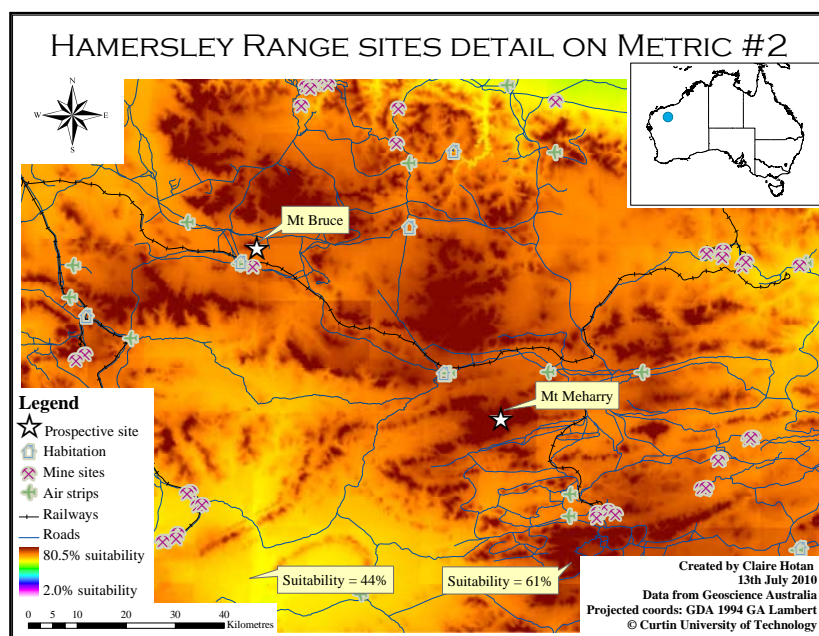 HAMERSLEY RANGE SITES DETAIL ON METRIC #2
N
W E
S
Mt Bruce
Mt Meharry
Legend
Prospective site
Habitation
Mine sites
Air strips
Railways
Roads
80.5% suitability
2.0% suitability
Suitability = 44%
Suitability = 61%
0 10 20 30 40
Kilometres
Created by Claire Hotan
13th July 2010
Data from Geoscience Australia
Projected coords: GDA 1994 GA Lambert
© Curtin University of Technology